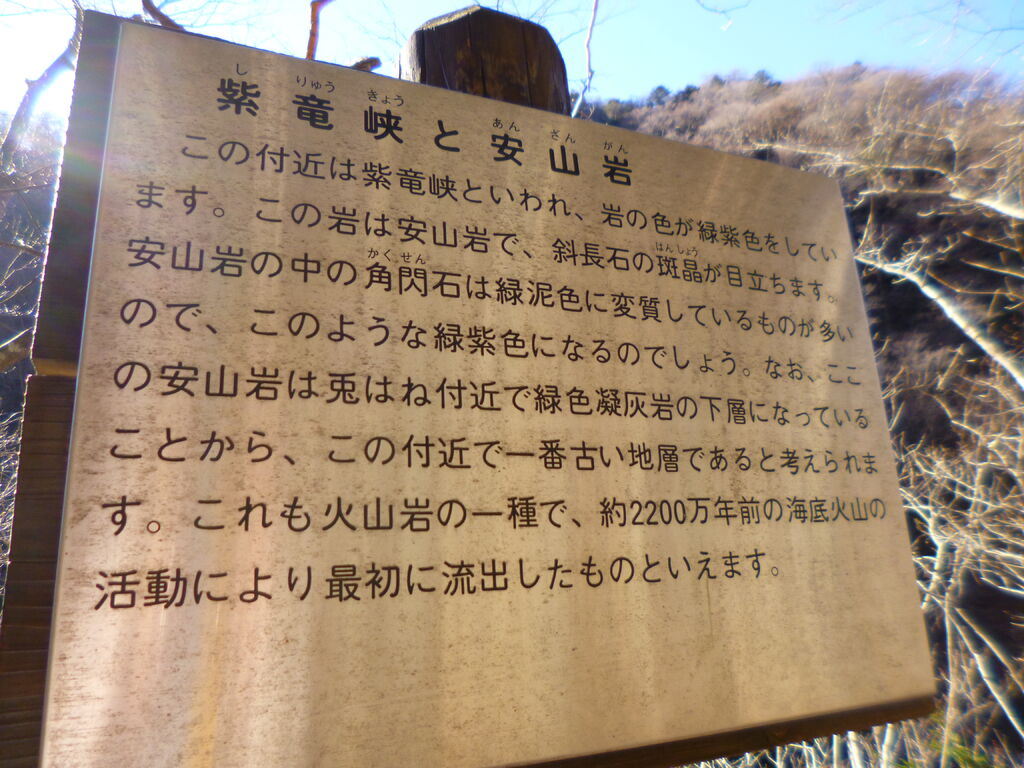 し りゅう きょう あん ざん がん
紫竜峡と安山岩
この付近は紫竜峡といわれ、岩の色が緑紫色をしてい
はんしょう
ます。この岩は安山岩で、斜長石の斑晶が目立ちます。
かくせん
安山岩の中の角閃石は緑泥色に変質しているものが多い
ので、このような緑紫色になるのでしょう。なお、ここ
の安山岩は兎はね付近で緑色凝灰岩の下層になっている
ことから、この付近で一番古い地層であると考えられま
す。これも火山岩の一種で、約2200万年前の海底火山の
活動により最初に流出したものといえます。